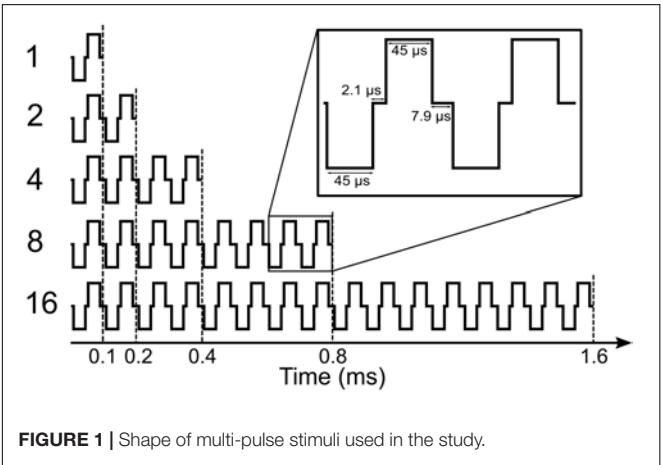 1
2
4
8
16
45 µs
2.1 µs
7.9 µs
45 µs
0.1 0.2 0.4 0.8 1.6
Time (ms)
FIGURE 1 | Shape of multi-pulse stimuli used in the study.